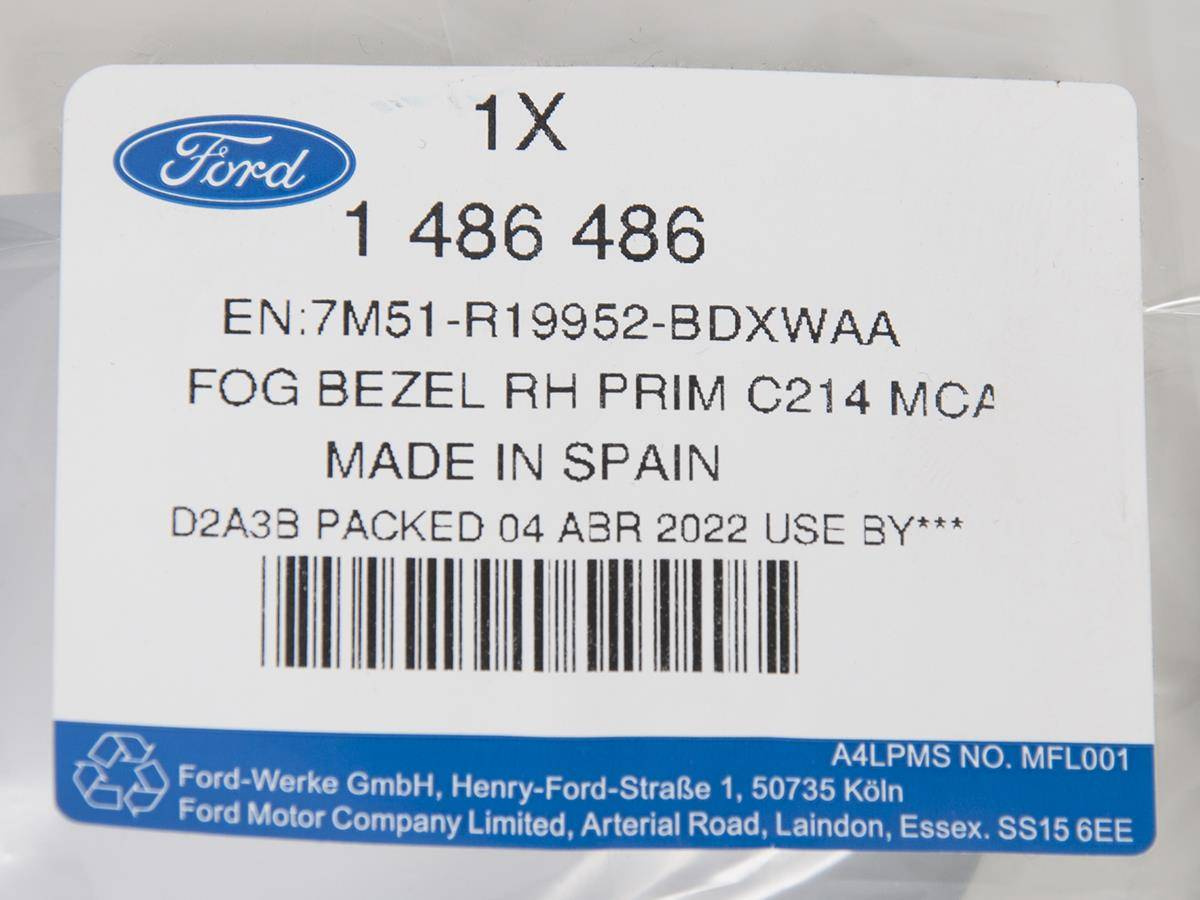 1X
Ford
1 486 486
EN:7M51-R19952-BDXWAA
FOG BEZEL RH PRIM C214 MCA
MADE IN SPAIN
D2A3B PACKED 04 ABR 2022 USE BY***
A4LPMS NO. MFL001
Ford-Werke GmbH, Henry-Ford-Straße 1, 50735 Köln
Ford Motor Company Limited, Arterial Road, Laindon, Essex. SS15 6EE